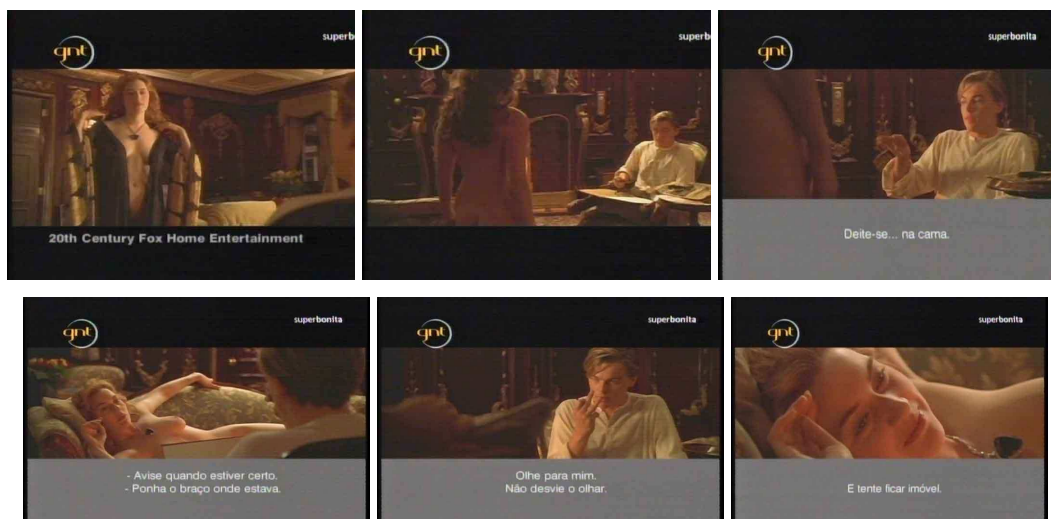 gnt
superb
20th Century Fox Home Entertainment
gnt
superb
gnt
superbonita
Deite-se... na cama.
gnt
superbonita
- Avise quando estiver certo.
- Ponha o braço onde estava.
gnt
superbonita
Olhe para mim.
Não desvie o olhar.
gnt
superbonita
E tente ficar imóvel.